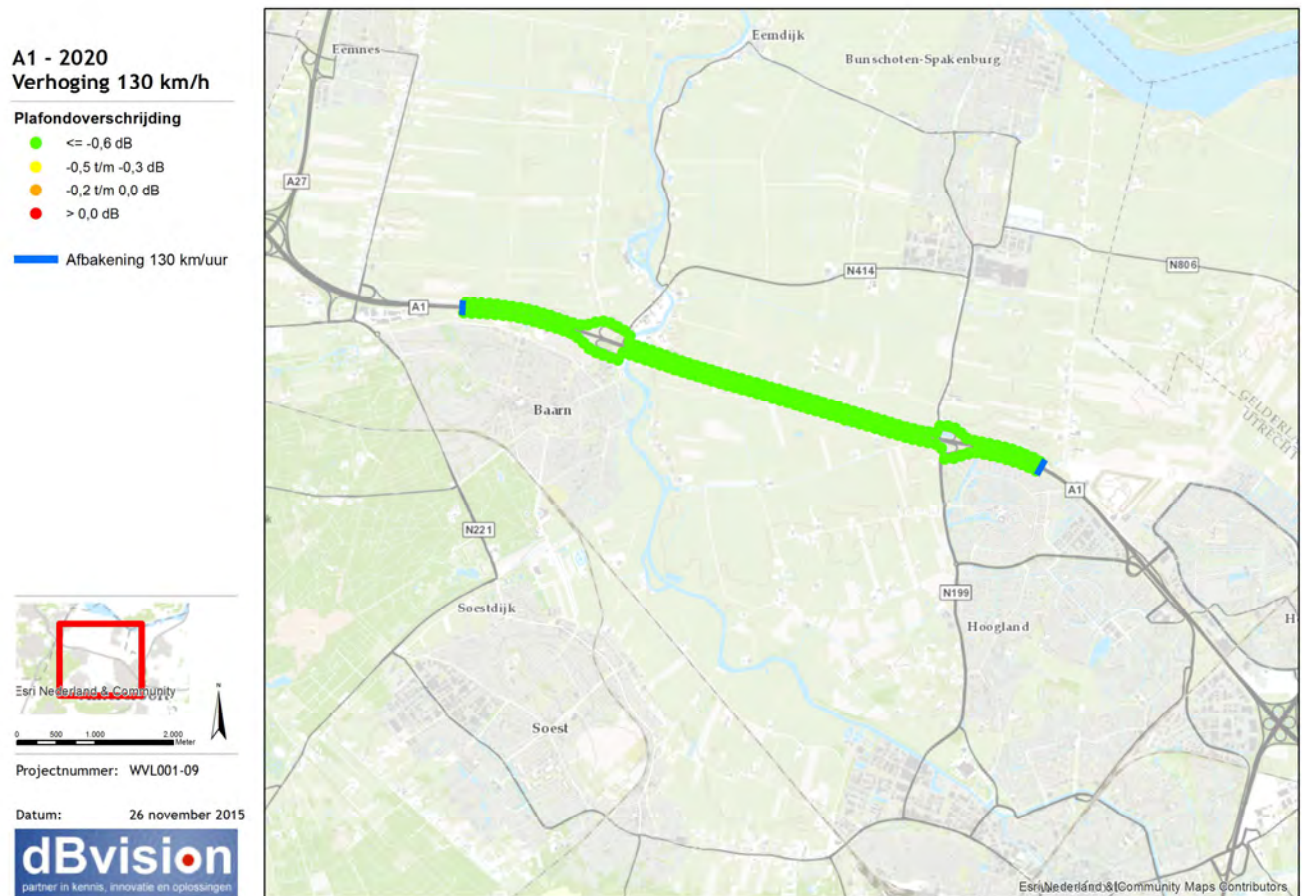 A1 - 2020
Verhoging 130 km/h
Plafondoverschrijding
<= -0,6 dB
-0,5 t/m -0,3 dB
-0,2 t/m 0,0 dB
> 0,0 dB
Afbakening 130 km/uur
Esri Nederland & Community
N
0 500 1.000 2.000
Meter
Projectnummer: WVL001-09
Datum: 26 november 2015
dBvision
partner in kennis, innovatie en oplossingen
Eemnes
Eemdijk
Bunschoten-Spakenburg
A27
N414
N806
A1
Baarn
GELDERLA
UTRECHT
A1
N221
N199
Soestdijk
Hoogland
Soest
Community Maps Contributors